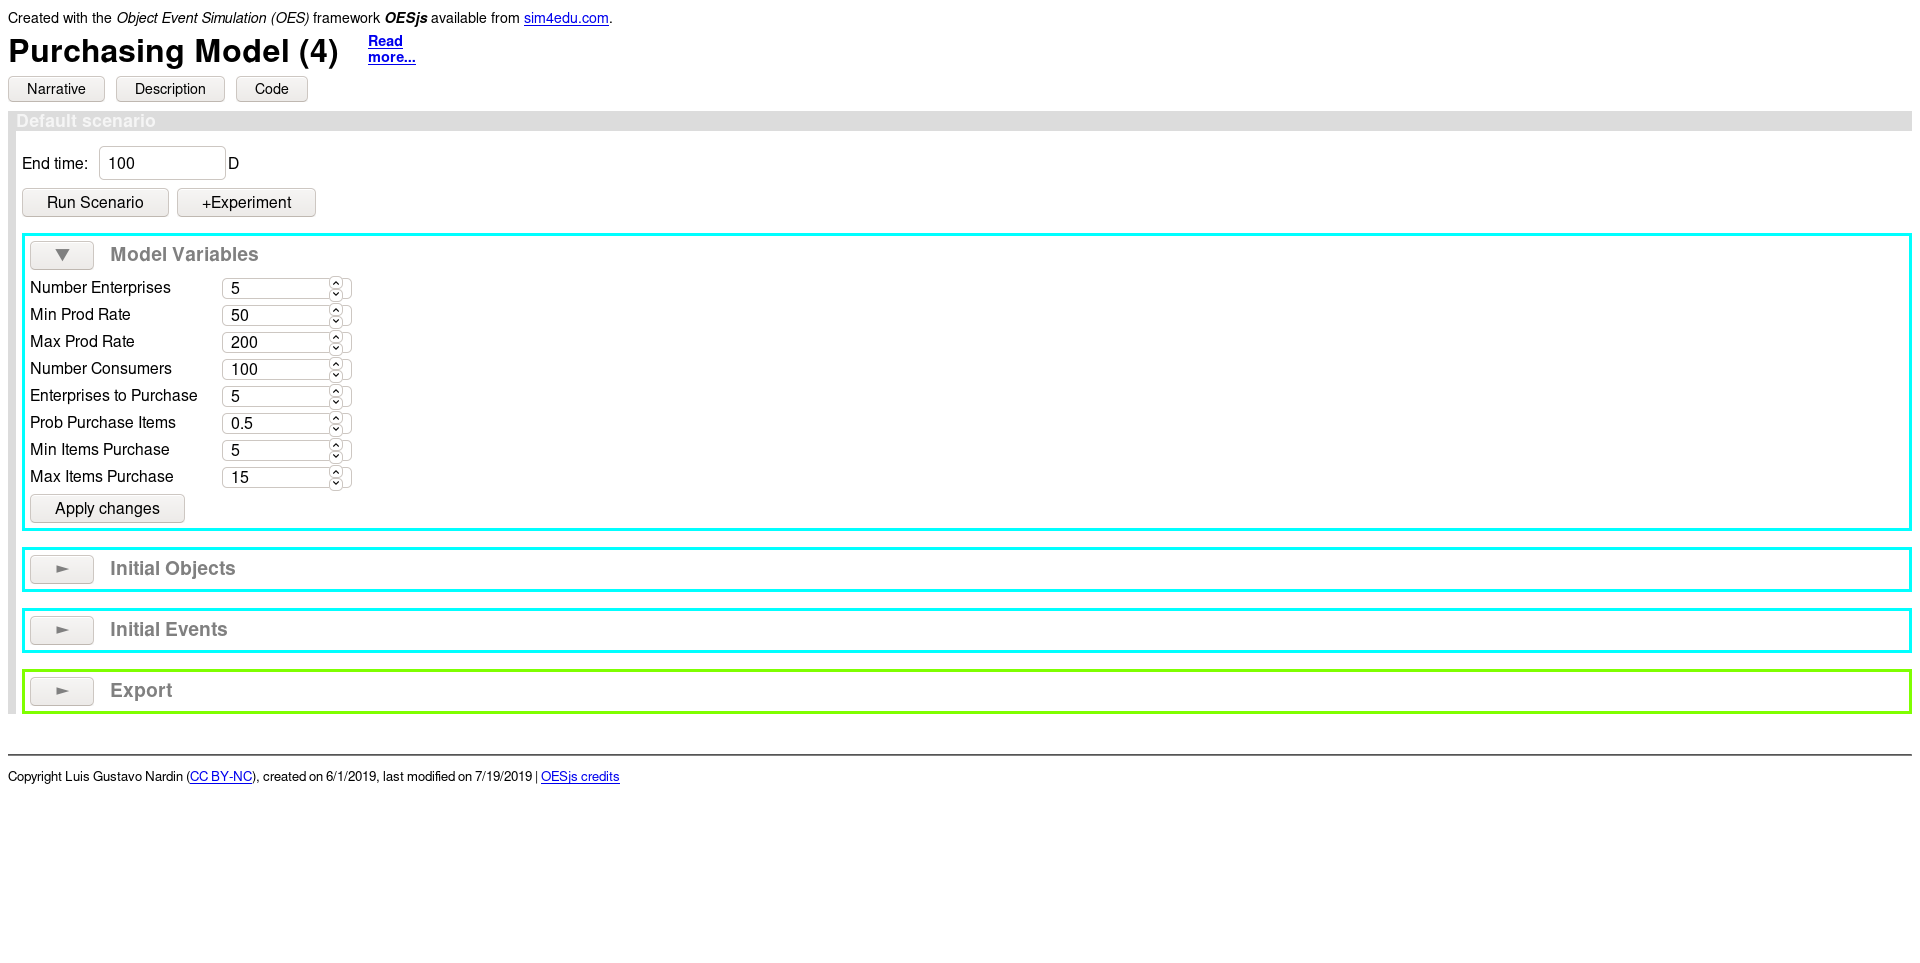 Created with the Object Event Simulation (OES) framework OESjs available from sim4edu.com.
Purchasing Model (4) Read more...
Narrative Description Code
Default scenario
End time: 100 D
Run Scenario +Experiment
▼ Model Variables
Number Enterprises 5
Min Prod Rate 50
Max Prod Rate 200
Number Consumers 100
Enterprises to Purchase 5
Prob Purchase Items 0.5
Min Items Purchase 5
Max Items Purchase 15
Apply changes
► Initial Objects
► Initial Events
► Export
Copyright Luis Gustavo Nardin (CC BY-NC), created on 6/1/2019, last modified on 7/19/2019 | OESjs credits